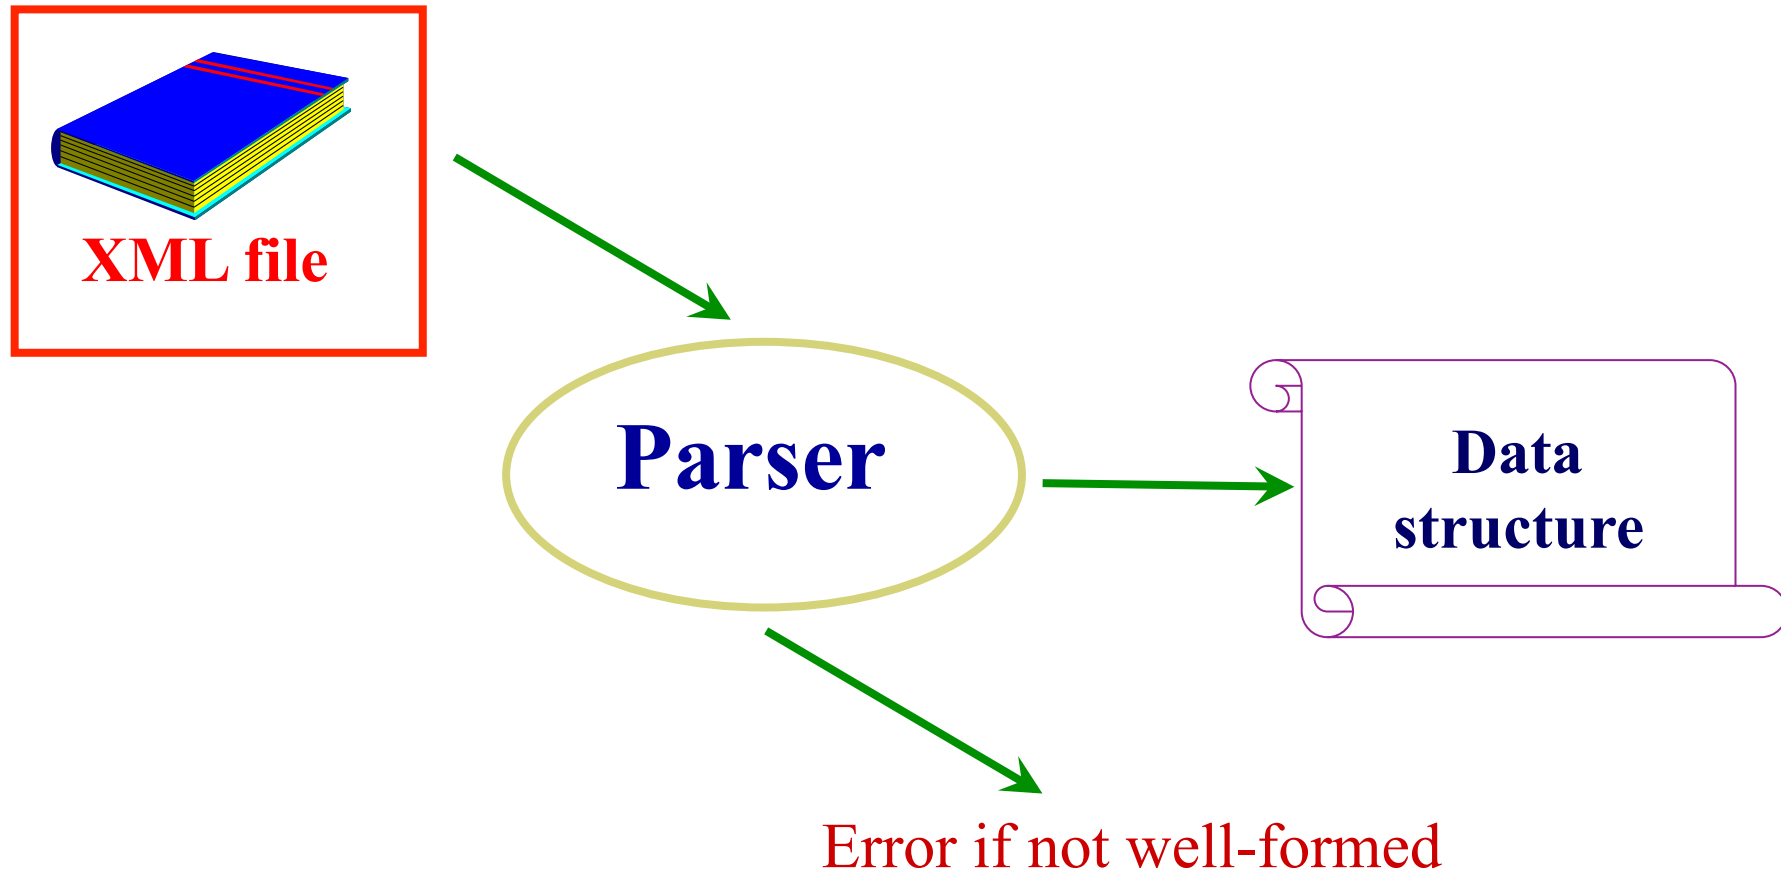 XML file
Parser
Data
structure
Error if not well-formed